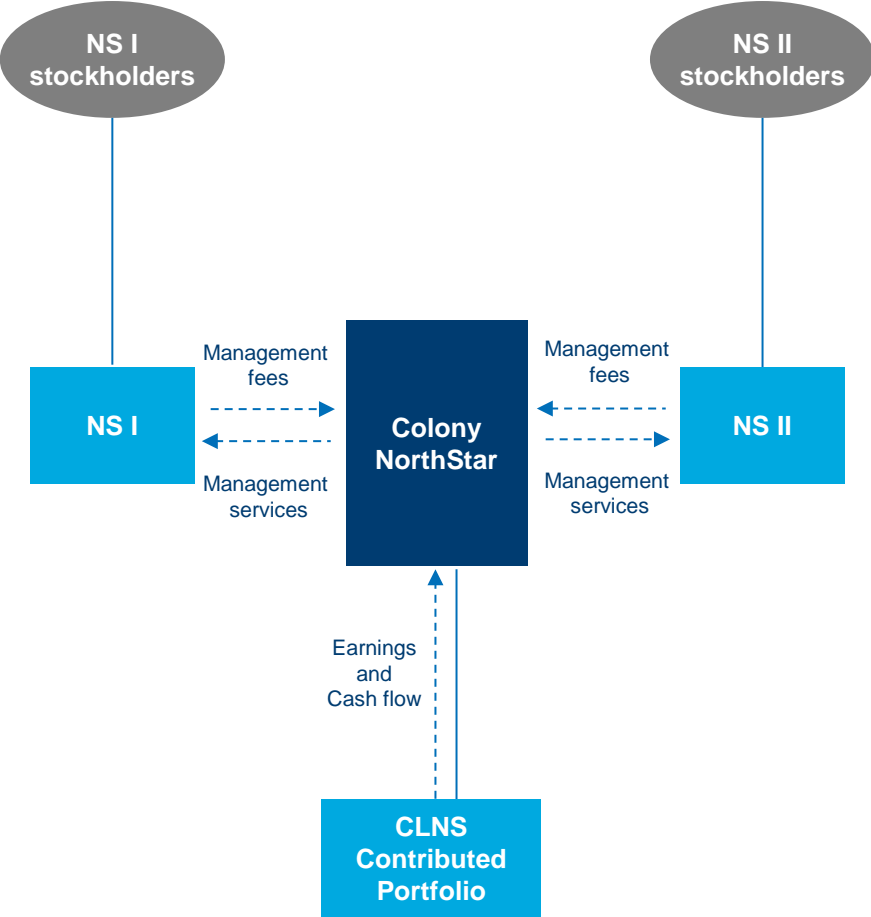 NS I
stockholders
NS II
stockholders
Management
fees
Management
fees
NS I
Colony
NorthStar
NS II
Management
services
Management
services
Earnings
and
Cash flow
CLNS
Contributed
Portfolio